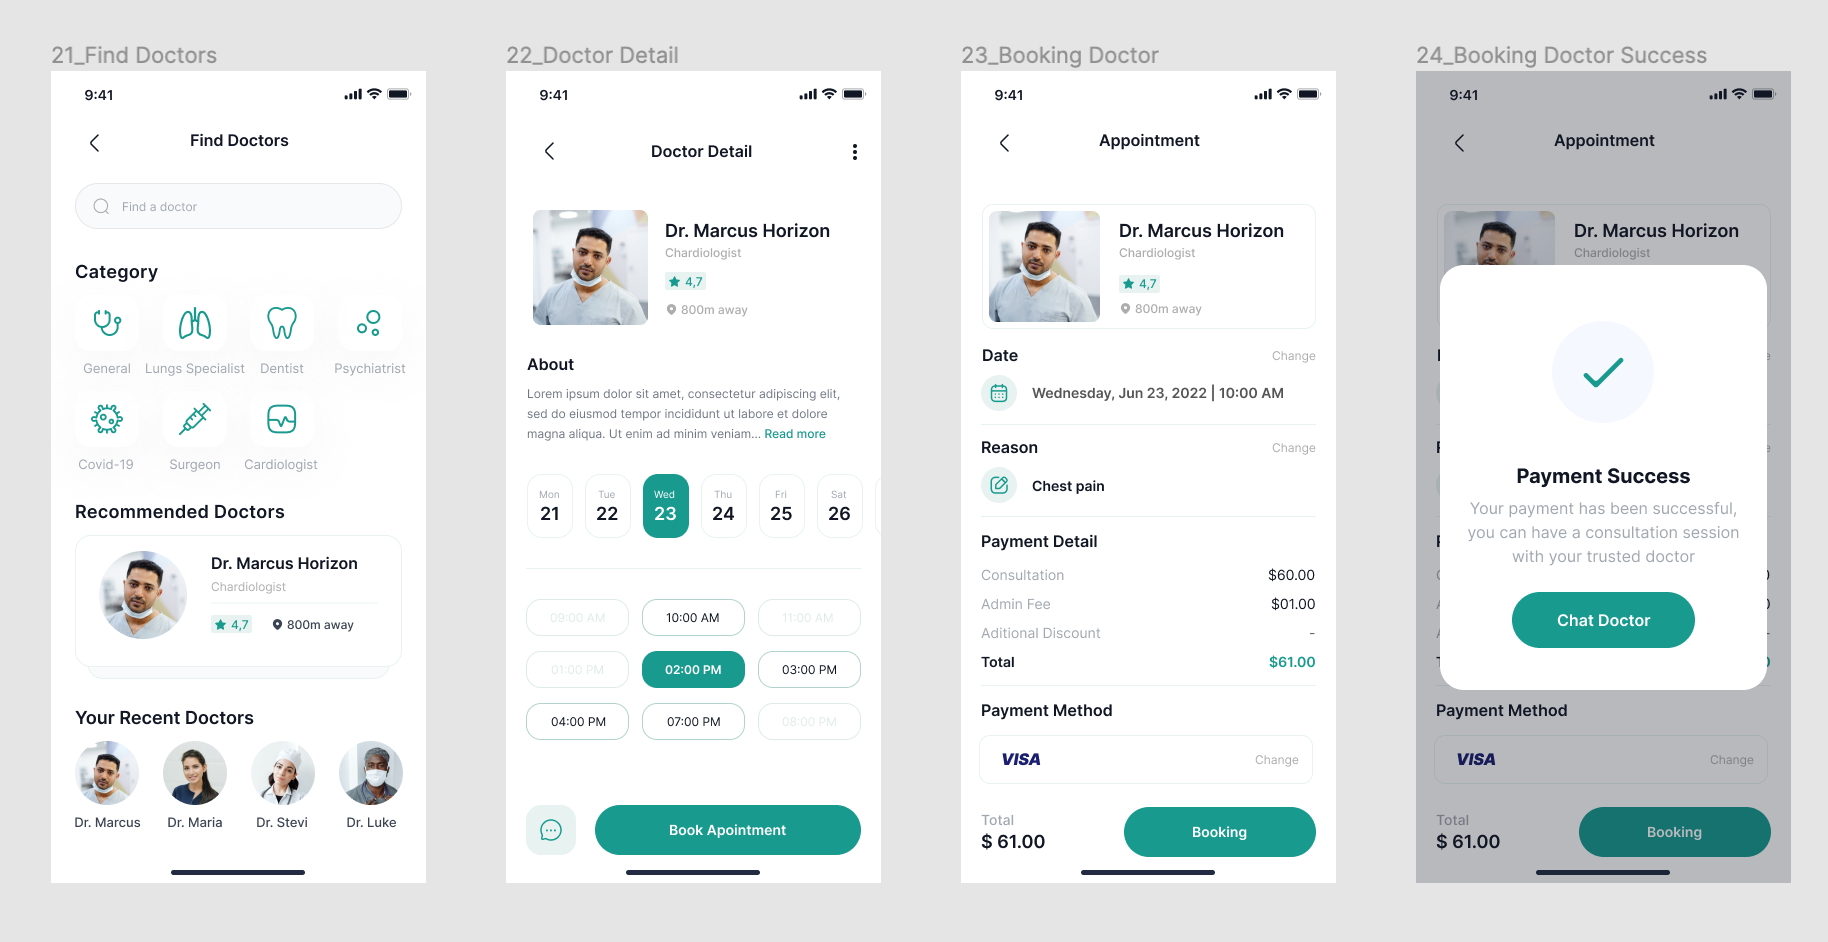 21_Find Doctors
9:41
Find Doctors
Find a doctor
Category
General Lungs Specialist Dentist Psychiatrist
Covid-19 Surgeon Cardiologist
Recommended Doctors
Dr. Marcus Horizon
Chardiologist
4,7 800m away
Your Recent Doctors
Dr. Marcus Dr. Maria Dr. Stevi Dr. Luke
22_Doctor Detail
9:41
Doctor Detail
Dr. Marcus Horizon
Chardiologist
4,7
800m away
About
Lorem ipsum dolor sit amet, consectetur adipiscing elit,
sed do eiusmod tempor incididunt ut labore et dolore
magna aliqua. Ut enim ad minim veniam... Read more
Mon Tue Wed Thu Fri Sat
21 22 23 24 25 26
09:00 AM 10:00 AM 11:00 AM
01:00 PM 02:00 PM 03:00 PM
04:00 PM 07:00 PM 08:00 PM
Book Apointment
23_Booking Doctor
9:41
Appointment
Dr. Marcus Horizon
Chardiologist
4,7
800m away
Date Change
Wednesday, Jun 23, 2022 | 10:00 AM
Reason Change
Chest pain
Payment Detail
Consultation $60.00
Admin Fee $01.00
Aditional Discount -
Total $61.00
Payment Method
VISA Change
Total
$ 61.00
Booking
24_Booking Doctor Success
9:41
Appointment
Dr. Marcus Horizon
Chardiologist
Payment Success
Your payment has been successful,
you can have a consultation session
with your trusted doctor
Chat Doctor
Payment Method
VISA Change
Total
$ 61.00
Booking